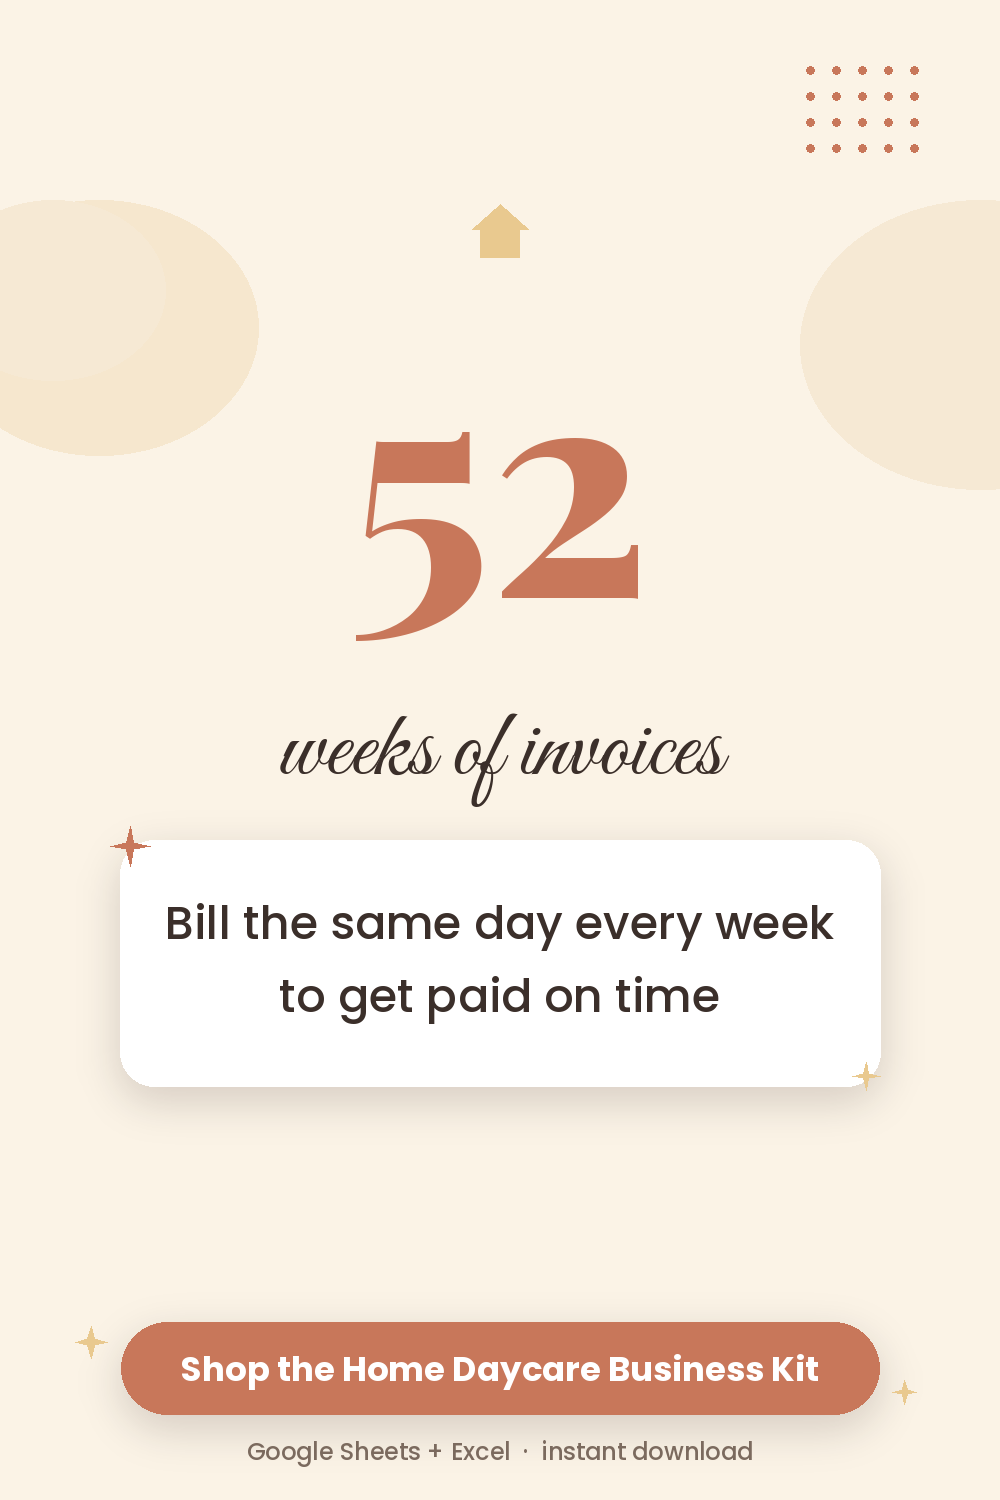 52
weeks of invoices
Bill the same day every week
to get paid on time
Shop the Home Daycare Business Kit
Google Sheets + Excel · instant download